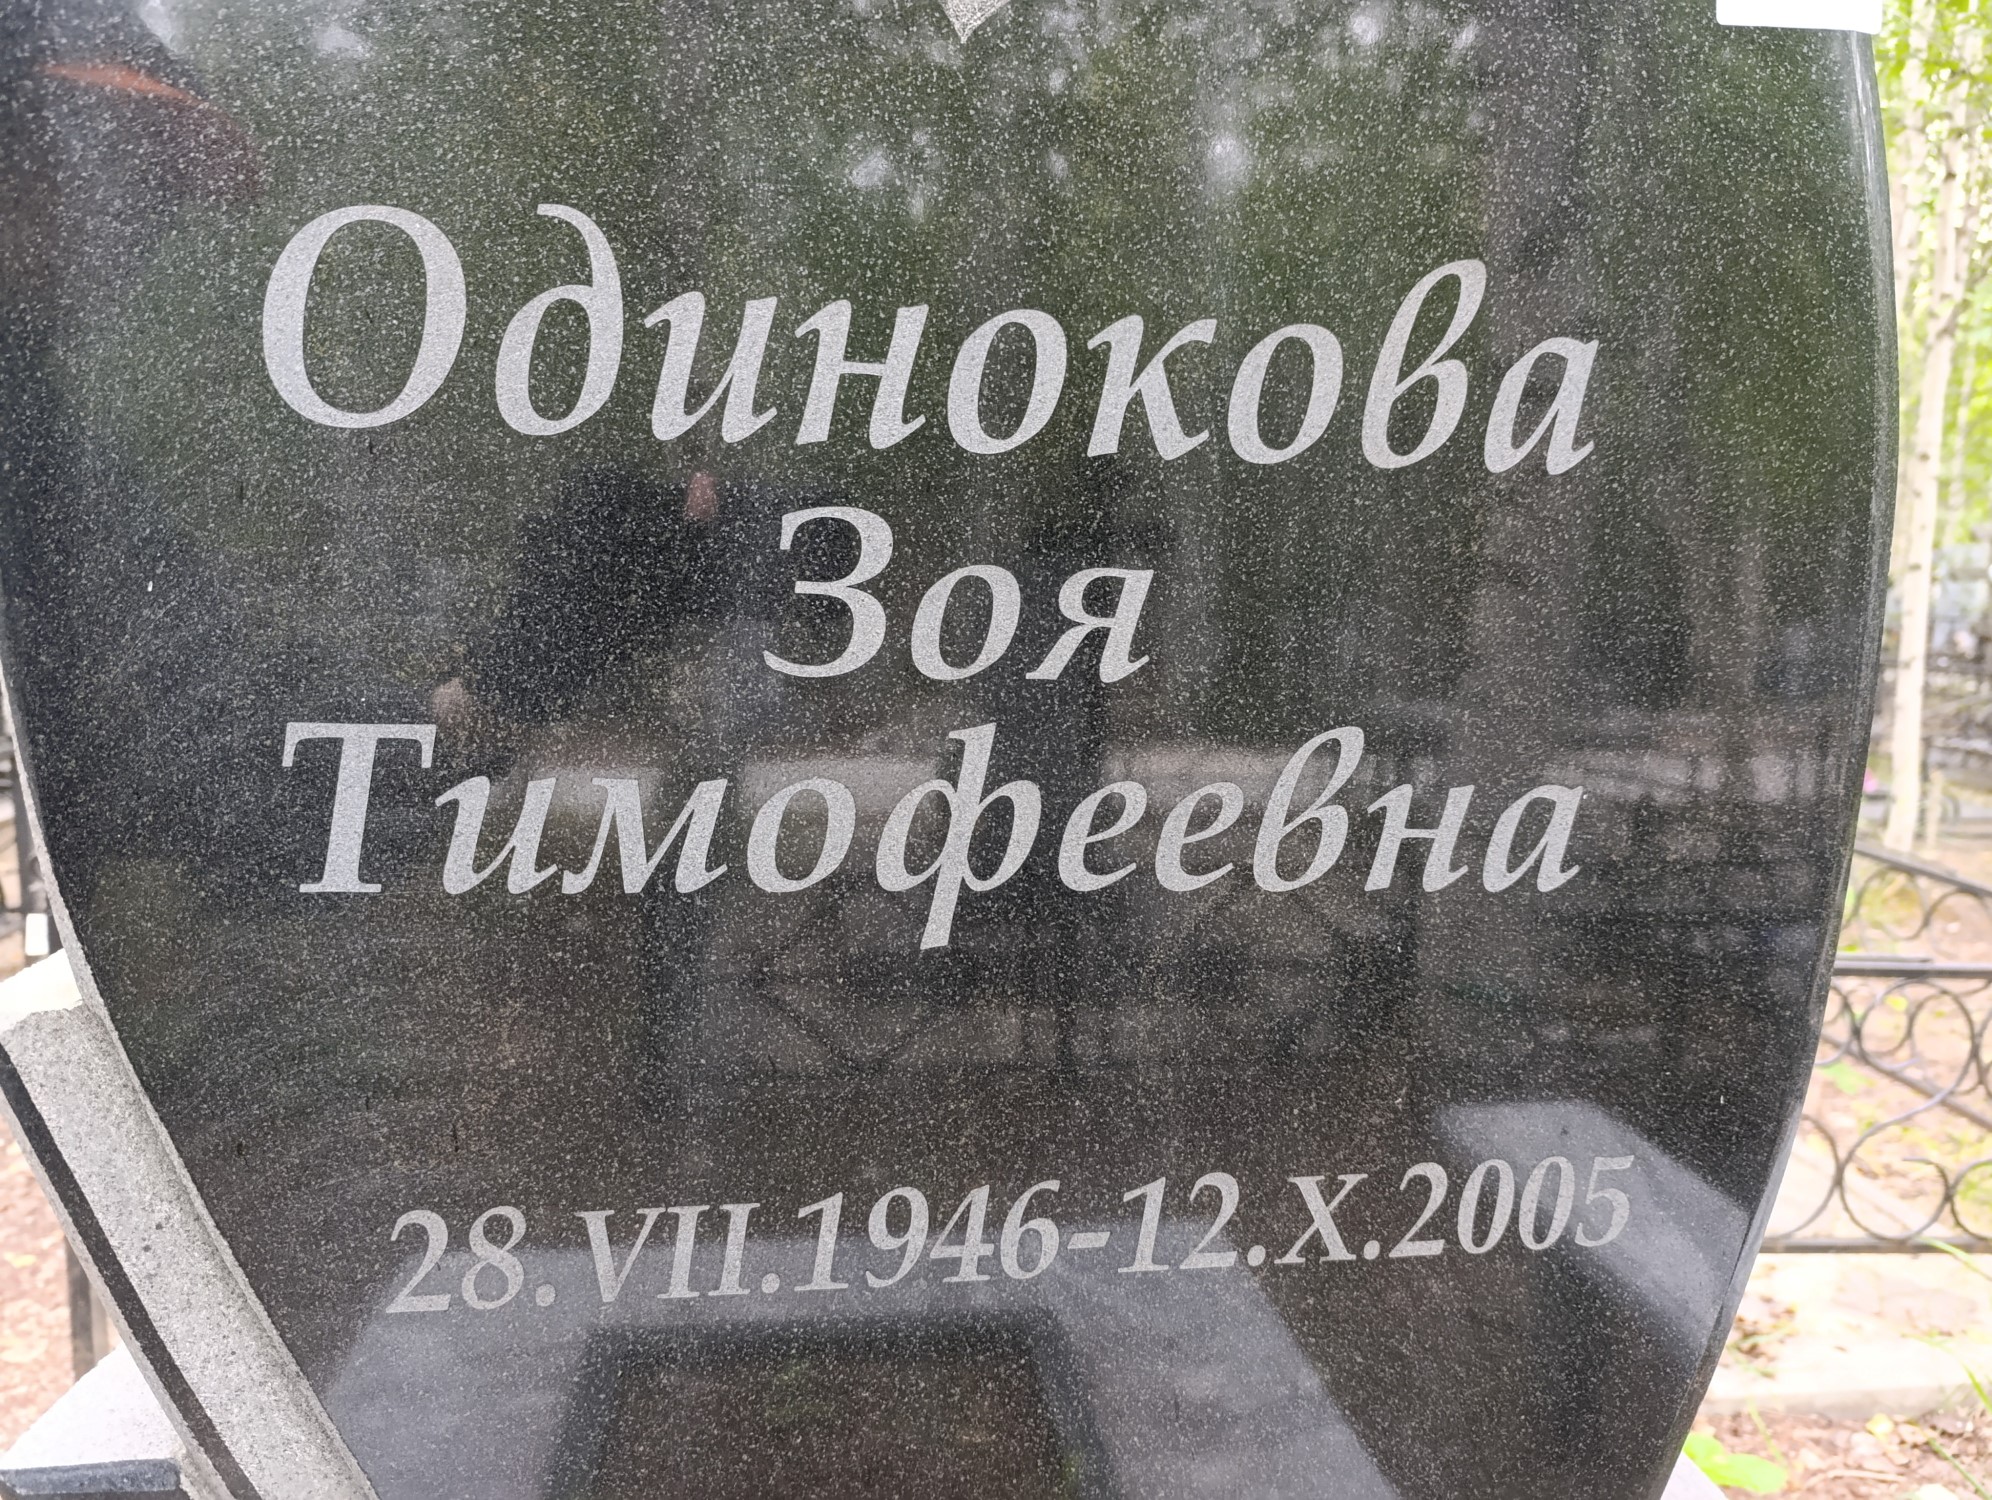 Одинокова
Зоя
Тимофеевна
28.VII.1946-12.X.2005